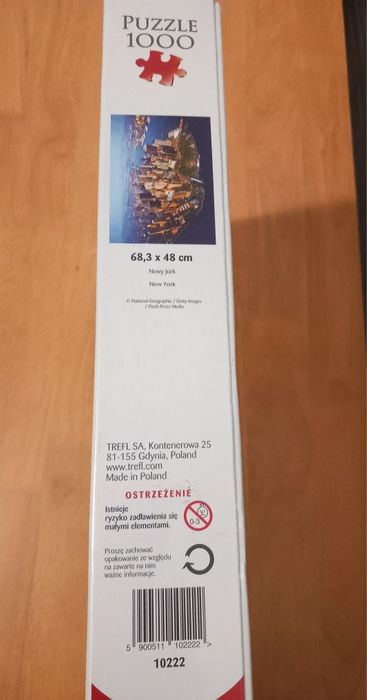 PUZZLE
1000
68,3 x 48 cm
Nowy Jork
New York
© National Geographic / Getty Images
/ Flash Press Media
TREFL SA, Kontenerowa 25
81-155 Gdynia, Poland
www.trefl.com
Made in Poland
OSTRZEŻENIE
Istnieje
ryzyko zadławienia się
małymi elementami.
0-3
Proszę zachować
opakowanie ze względu
na zawarte na nim
ważne informacje.
5 900511 102222 >
10222